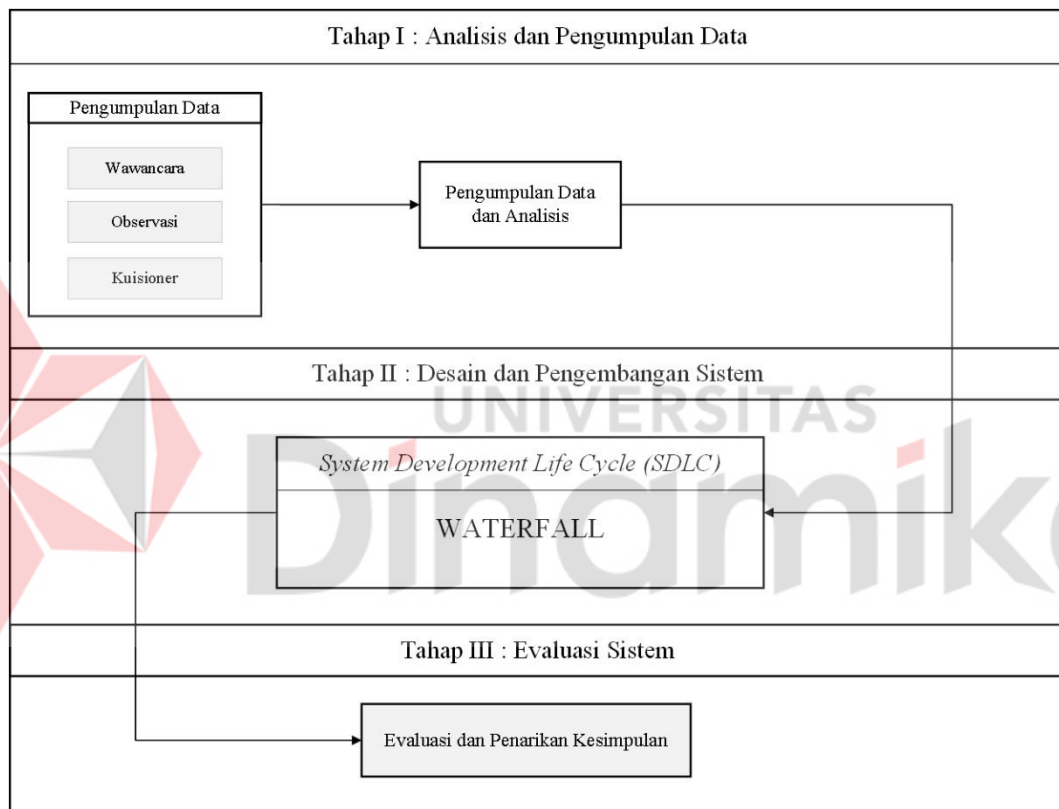 Tahap I : Analisis dan Pengumpulan Data
Pengumpulan Data
Wawancara
Observasi
Kuisioner
Pengumpulan Data
dan Analisis
Tahap II : Desain dan Pengembangan Sistem
UNIVERSITAS
Dinamika
System Development Life Cycle (SDLC)
WATERFALL
Tahap III : Evaluasi Sistem
Evaluasi dan Penarikan Kesimpulan